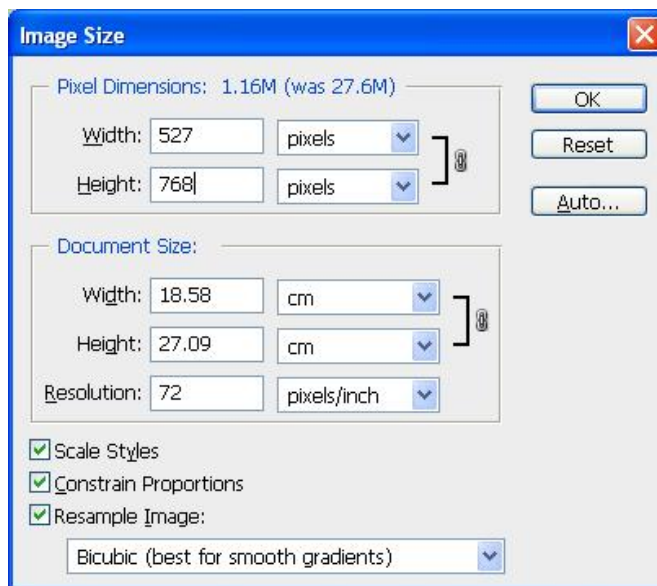 Image Size
Pixel Dimensions: 1.16M (was 27.6M)
OK
Width: 527 pixels
Reset
Height: 768 pixels
Auto...
Document Size:
Width: 18.58 cm
Height: 27.09 cm
Resolution: 72 pixels/inch
Scale Styles
Constrain Proportions
Resample Image:
Bicubic (best for smooth gradients)